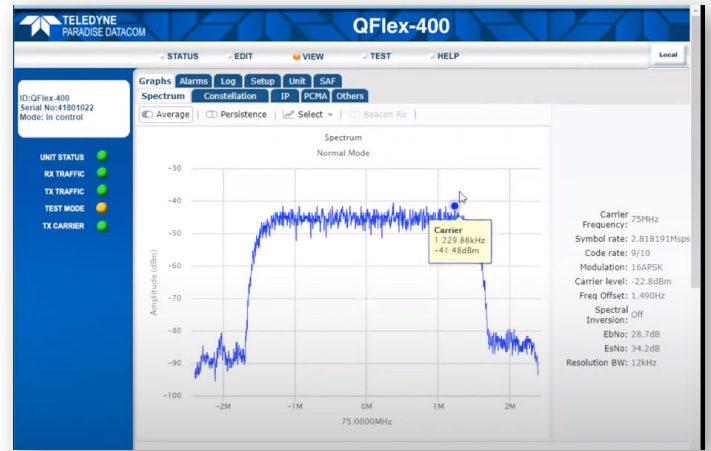 TELEDYNE
PARADISE DATACOM
QFlex-400
STATUS EDIT VIEW TEST HELP Local
Graphs Alarms Log Setup Unit SAF
Spectrum Constellation IP PCMA Others
ID:QFlex-400
Serial No:41801022
Mode: In control
Average Persistence Select Beacon Rx
UNIT STATUS
RX TRAFFIC
TX TRAFFIC
TEST MODE
TX CARRIER
Spectrum
Normal Mode
Amplitude (dBm)
-30
-40
-50
-60
-70
-80
-90
-100
Carrier
1 229.86kHz
-41.48dBm
-2M -1M 0M 1M 2M
75.0000MHz
Carrier Frequency: 75MHz
Symbol rate: 2.818191Msps
Code rate: 9/10
Modulation: 16APSK
Carrier level: -22.8dBm
Freq Offset: 1.490Hz
Spectral Inversion: Off
EbNo: 28.7dB
EsNo: 34.2dB
Resolution BW: 12kHz